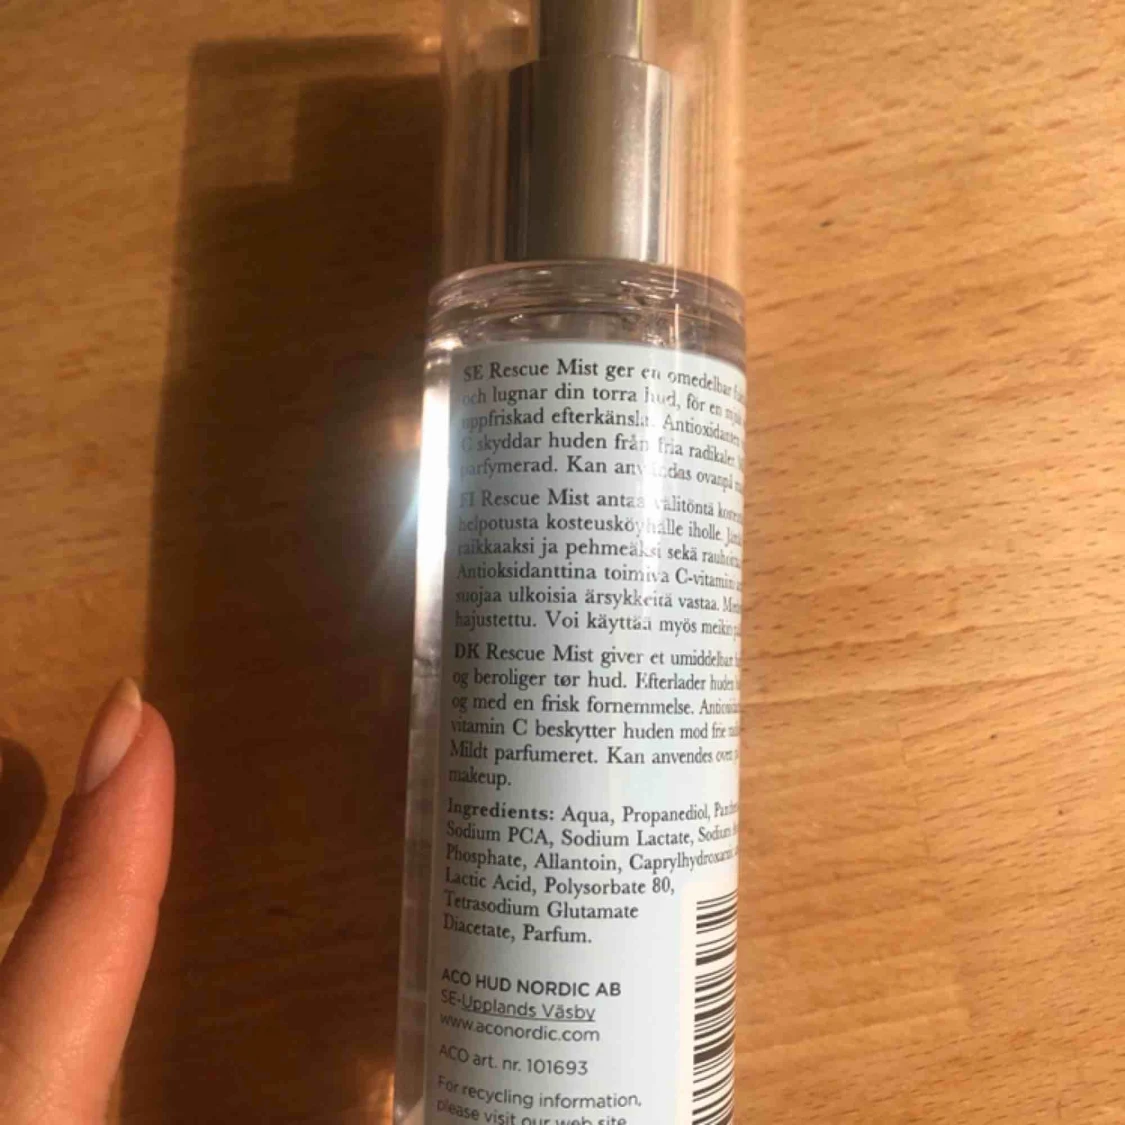 SE Rescue Mist ger en omedelbar
och lugnar din torra hud, för en
uppfriskad efterkänsla. Antioxidanten
C skyddar huden från fria radikaler.
parfymerad. Kan användas ovanpå
FI Rescue Mist antaa välitöntä
helpotusta kosteusköyhälle iholle.
raikkaaksi ja pehmeäksi sekä
Antioksidanttina toimiva C-vitamiini
suojaa ulkoisia ärsykkeitä vastaa.
hajustettu. Voi käyttää myös meikin
DK Rescue Mist giver et umiddelbart
og beroliger tør hud. Efterlader huden
og med en frisk fornemmelse.
vitamin C beskytter huden mod frie
Mildt parfumeret. Kan anvendes over
makeup.
Ingredients: Aqua, Propanediol,
Sodium PCA, Sodium Lactate, Sodium
Phosphate, Allantoin, Caprylhydroxamic
Lactic Acid, Polysorbate 80,
Tetrasodium Glutamate
Diacetate, Parfum.
ACO HUD NORDIC AB
SE-Upplands Väsby
www.aconordic.com
ACO art. nr. 101693
For recycling information,
please visit our web site